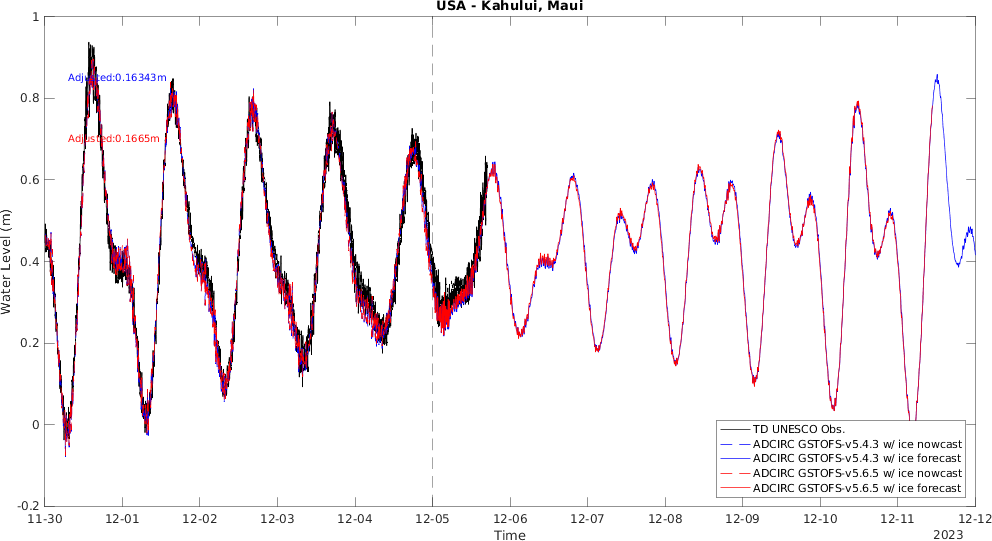 USA - Kahului, Maui
1
Adjusted:0.16343m
0.8
Adjusted:0.1665m
0.6
Water Level (m)
0.4
0.2
0
-0.2
TD UNESCO Obs.
ADCIRC GSTOFS-v5.4.3 w/ ice nowcast
ADCIRC GSTOFS-v5.4.3 w/ ice forecast
ADCIRC GSTOFS-v5.6.5 w/ ice nowcast
ADCIRC GSTOFS-v5.6.5 w/ ice forecast
11-30 12-01 12-02 12-03 12-04 12-05 12-06 12-07 12-08 12-09 12-10 12-11 12-12
Time
2023